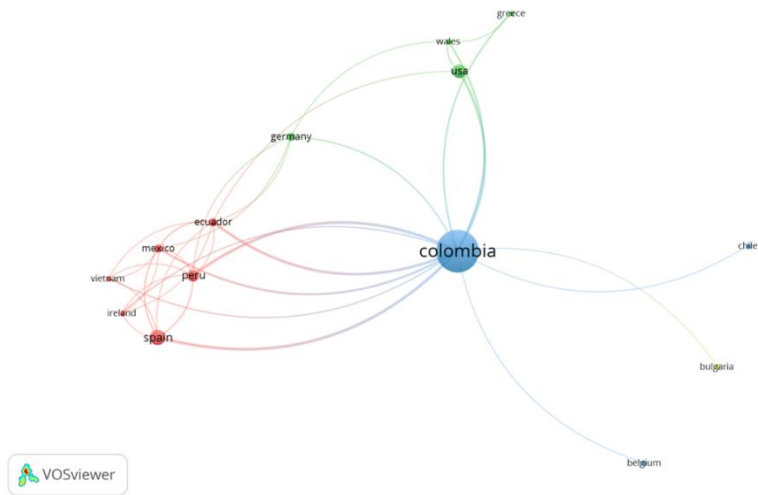 greece
wales
usa
germany
ecuador
mexico
colombia
chile
vietnam
peru
ireland
spain
bulgaria
belgium
VOSviewer